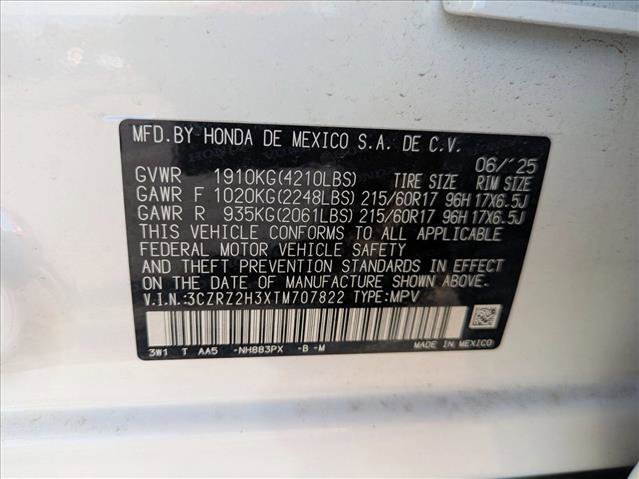 MFD.BY HONDA DE MEXICO S.A. DE C.V.
06/'25
GVWR 1910KG(4210LBS) TIRE SIZE RIM SIZE
GAWR F 1020KG(2248LBS) 215/60R17 96H 17X6.5J
GAWR R 935KG(2061LBS) 215/60R17 96H 17X6.5J
THIS VEHICLE CONFORMS TO ALL APPLICABLE
FEDERAL MOTOR VEHICLE SAFETY
AND THEFT PREVENTION STANDARDS IN EFFECT
ON THE DATE OF MANUFACTURE SHOWN ABOVE.
V.I.N.:3CZRZ2H3XTM707822 TYPE:MPV
3W1 T AA5 -NH883PX -B -M MADE IN MEXICO